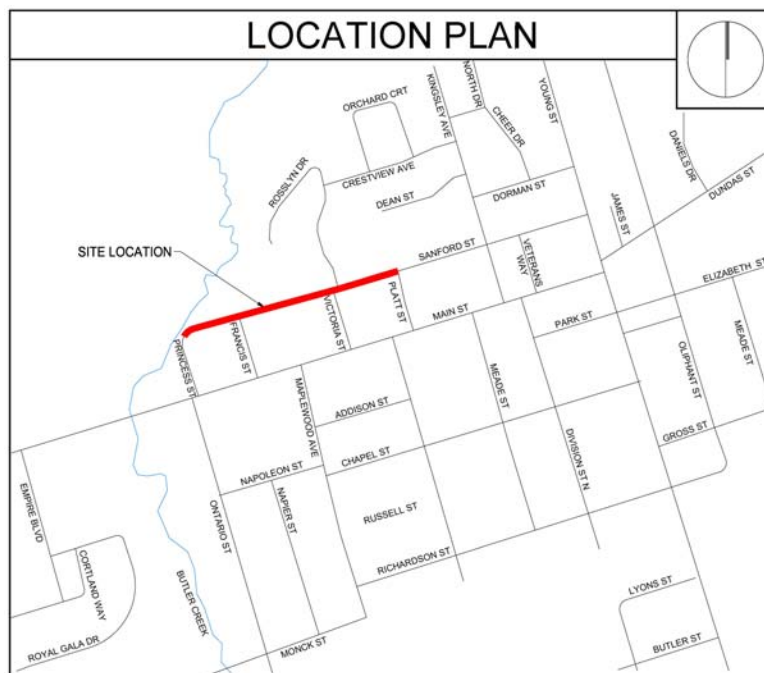 LOCATION PLAN
ORCHARD CRT
KINGSLEY AVE
NORTH DR
CHEER DR
YOUNG ST
ROSSLYN DR
CRESTVIEW AVE
DEAN ST
DORMAN ST
DANIELS DR
DUNDAS ST
JAMES ST
SITE LOCATION
SANFORD ST
VETERANS
WAY
ELIZABETH ST
PLATT ST
VICTORIA ST
MAIN ST
PARK ST
FRANCIS ST
PRINCESS ST
MEADE ST
OLIPHANT ST
MEADE ST
MAPLEWOOD AVE
ADDISON ST
GROSS ST
CHAPEL ST
DIVISION ST N
NAPOLEON ST
EMPIRE BLVD
NAPIER ST
ONTARIO ST
RUSSELL ST
RICHARDSON ST
CORTLAND WAY
BUTLER CREEK
LYONS ST
ROYAL GALA DR
MONCK ST
BUTLER ST